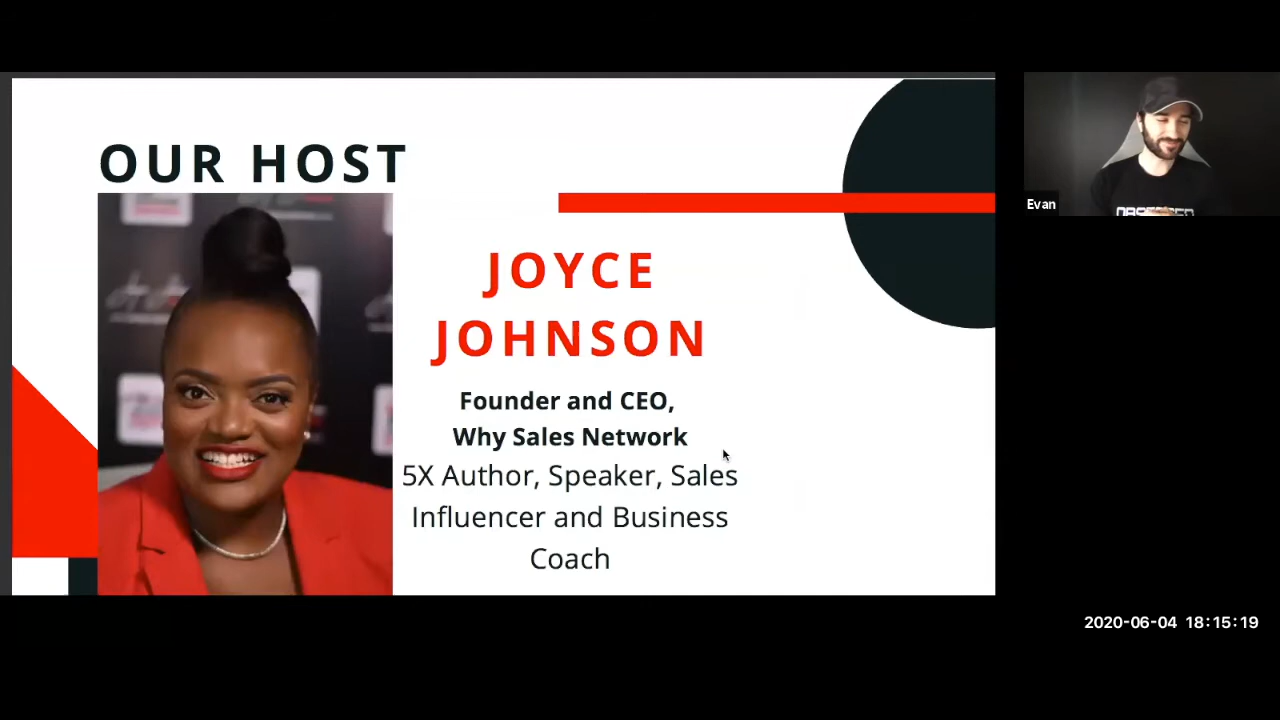 OUR HOST
JOYCE
JOHNSON
Founder and CEO,
Why Sales Network
5X Author, Speaker, Sales
Influencer and Business
Coach
Evan
2020-06-04 18:15:19